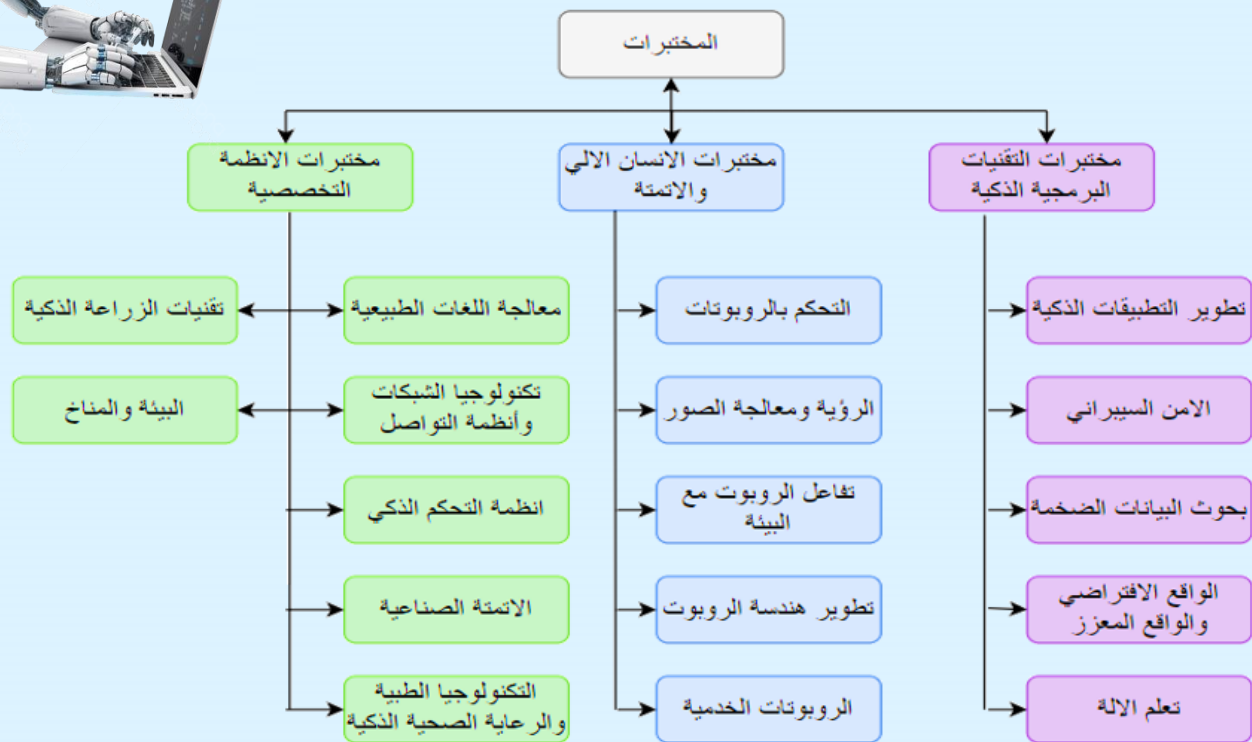 المختبرات
مختبرات التقنيات
البرمجية الذكية
تطوير التطبيقات الذكية
الامن السيبراني
بحوث البيانات الضخمة
الواقع الافتراضي
والواقع المعزز
تعلم الالة
مختبرات الانسان الالي
والاتمتة
التحكم بالروبوتات
الرؤية ومعالجة الصور
تفاعل الروبوت مع
البيئة
تطوير هندسة الروبوت
الروبوتات الخدمية
مختبرات الانظمة
التخصصية
معالجة اللغات الطبيعية
تكنولوجيا الشبكات
وأنظمة التواصل
انظمة التحكم الذكي
الاتمتة الصناعية
التكنولوجيا الطبية
والرعاية الصحية الذكية
تقنيات الزراعة الذكية
البيئة والمناخ